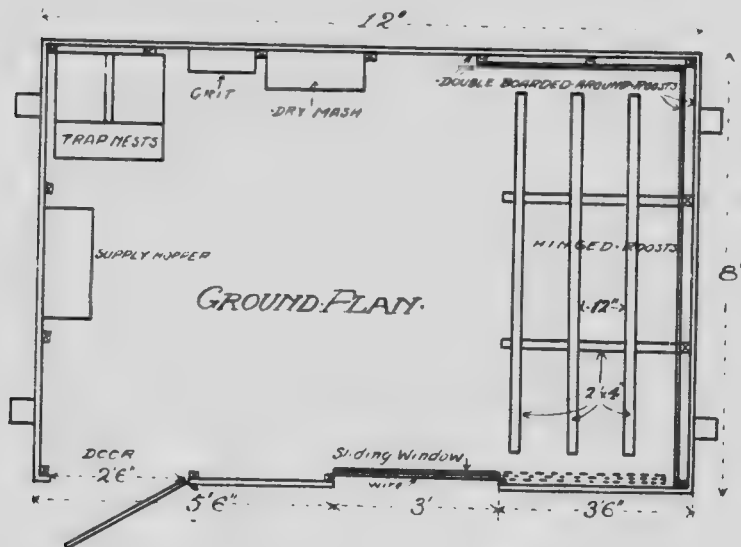 12'
GRIT
DRY MASH
DOUBLE BOARDED AROUND ROOSTS
TRAP NESTS
SUPPLY HOPPER
HINGED ROOSTS
8'
GROUND PLAN.
12"
2"x4"
DOOR
2'6"
Sliding Window
wire
5'6"
3'
3'6"